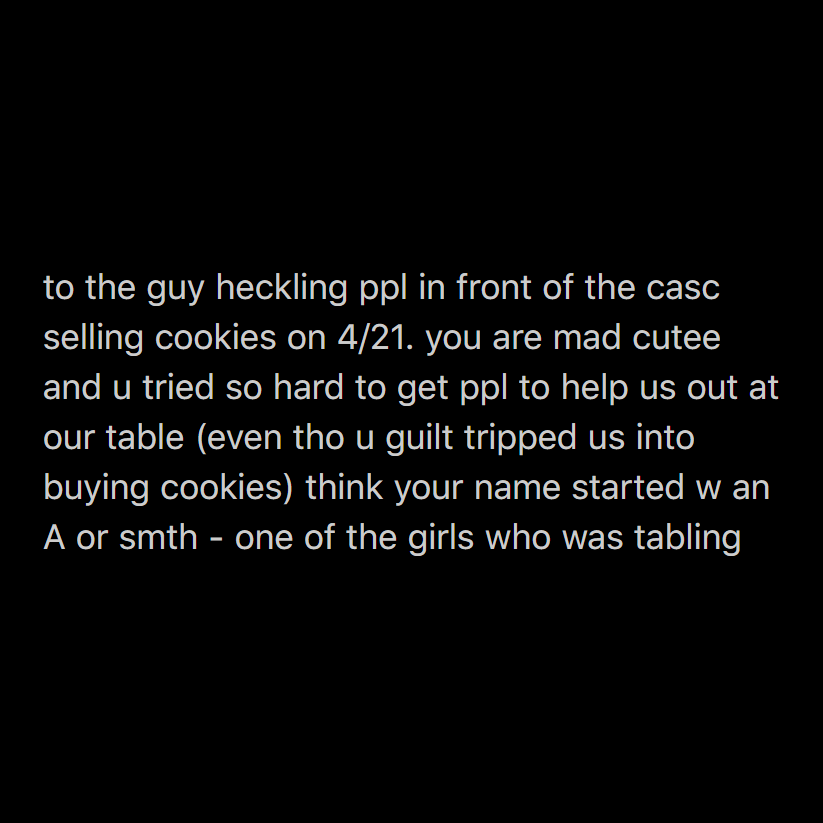 to the guy heckling ppl in front of the casc
selling cookies on 4/21. you are mad cutee
and u tried so hard to get ppl to help us out at
our table (even tho u guilt tripped us into
buying cookies) think your name started w an
A or smth - one of the girls who was tabling